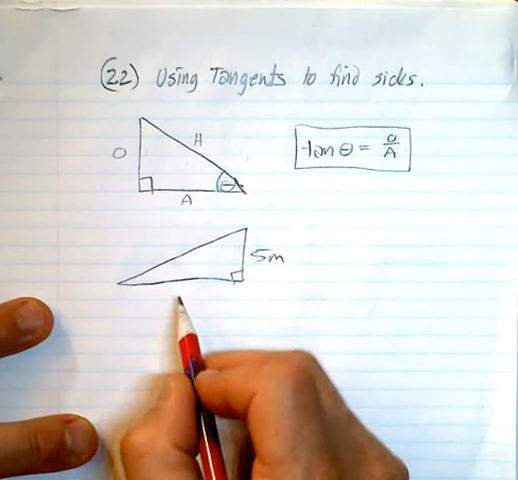 22) Using Tangents to find sides.
O
H
A
θ
tan θ = O/A
5m